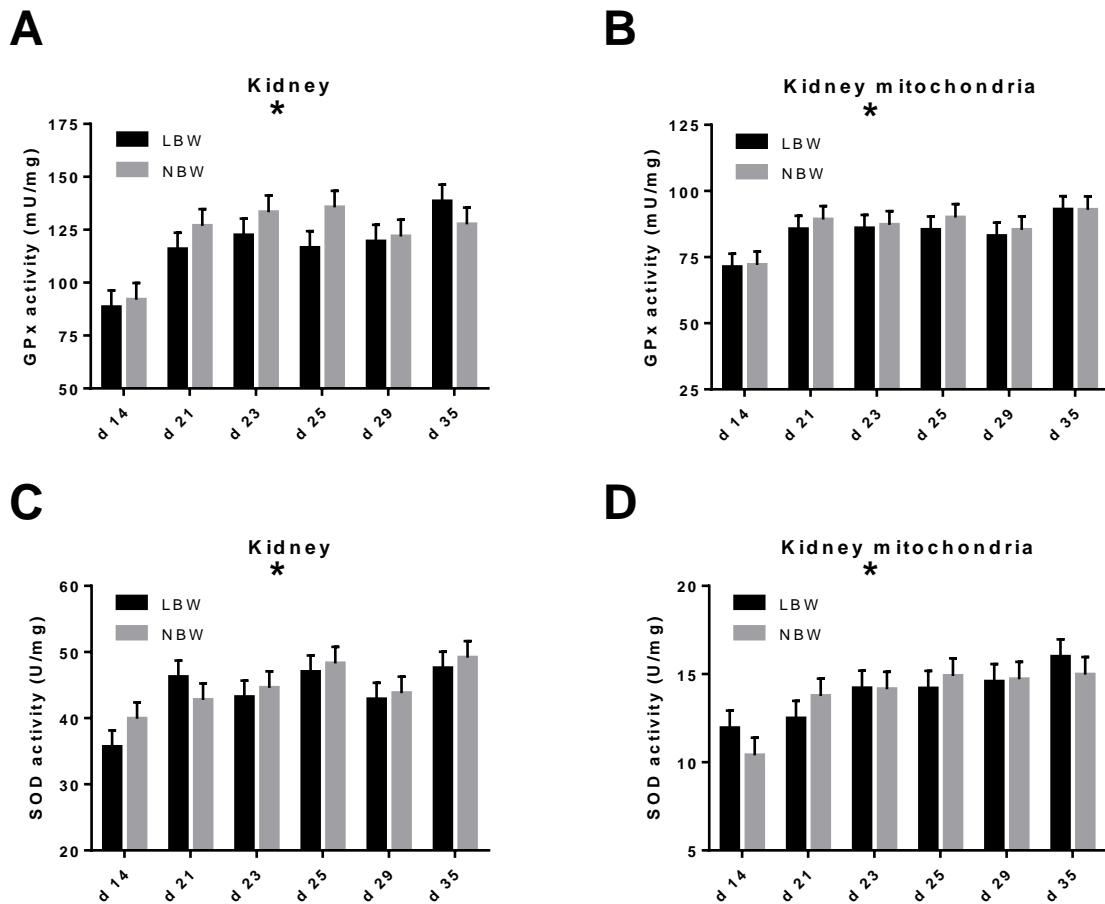 A
Kidney
*
GPx activity (mU/mg)
175
150
125
100
75
50
LBW
NBW
d 14
d 21
d 23
d 25
d 29
d 35
B
Kidney mitochondria
*
GPx activity (mU/mg)
125
100
75
50
25
LBW
NBW
d 14
d 21
d 23
d 25
d 29
d 35
C
Kidney
*
SOD activity (U/mg)
60
50
40
30
20
LBW
NBW
d 14
d 21
d 23
d 25
d 29
d 35
D
Kidney mitochondria
*
SOD activity (U/mg)
20
15
10
5
LBW
NBW
d 14
d 21
d 23
d 25
d 29
d 35